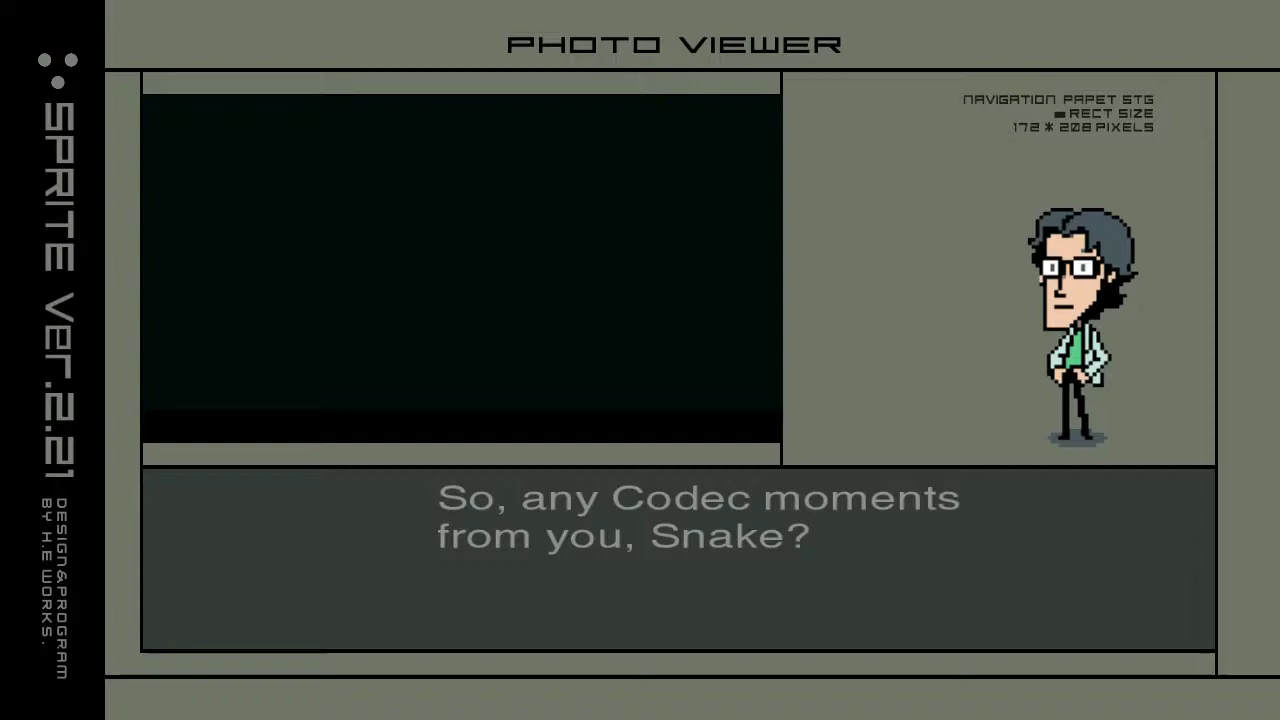 PHOTO VIEWER
SPRITE Ver.2.21
DESIGN&PROGRAM
BY H.E WORKS.
NAVIGATION PAPET STG
RECT SIZE
172 * 208 PIXELS
So, any Codec moments
from you, Snake?